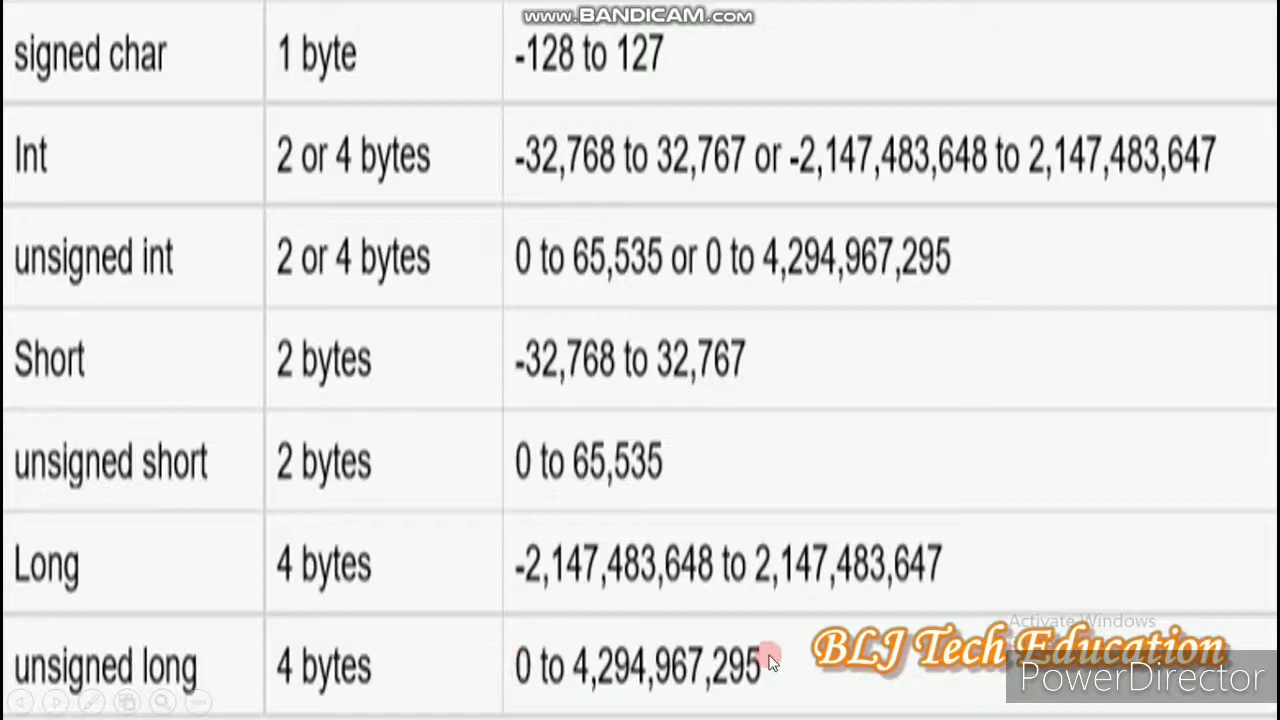 www.BANDICAM.com
signed char 1 byte -128 to 127
Int 2 or 4 bytes -32,768 to 32,767 or -2,147,483,648 to 2,147,483,647
unsigned int 2 or 4 bytes 0 to 65,535 or 0 to 4,294,967,295
Short 2 bytes -32,768 to 32,767
unsigned short 2 bytes 0 to 65,535
Long 4 bytes -2,147,483,648 to 2,147,483,647
Activate Windows
unsigned long 4 bytes 0 to 4,294,967,295
BLJ Tech Education
PowerDirector